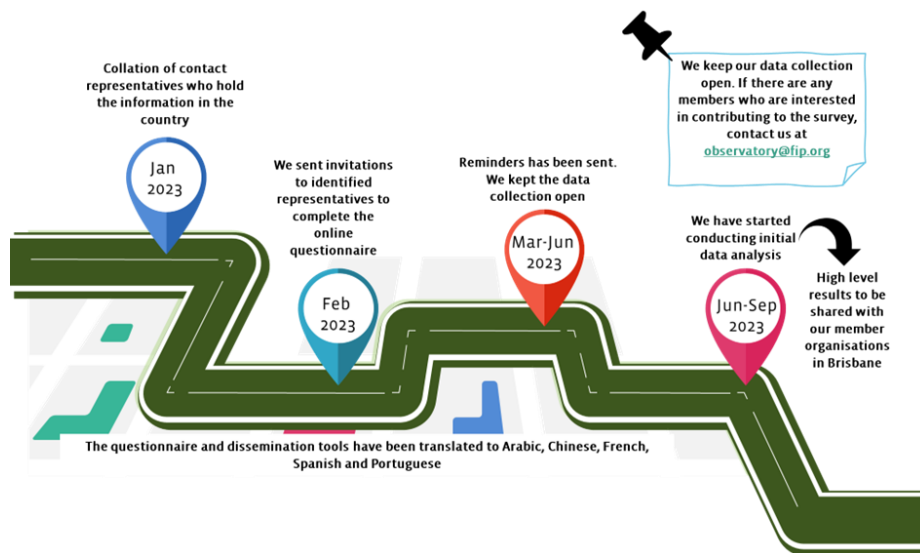 Collation of contact
representatives who hold
the information in the
country
Jan
2023
We sent invitations
to identified
representatives to
complete the
online
questionnaire
Feb
2023
Reminders has been sent.
We kept the data
collection open
Mar-Jun
2023
We keep our data collection
open. If there are any
members who are interested
in contributing to the survey,
contact us at
observatory@fip.org
We have started
conducting initial
data analysis
Jun-Sep
2023
High level
results to be
shared with
our member
organisations
in Brisbane
The questionnaire and dissemination tools have been translated to Arabic, Chinese, French,
Spanish and Portuguese